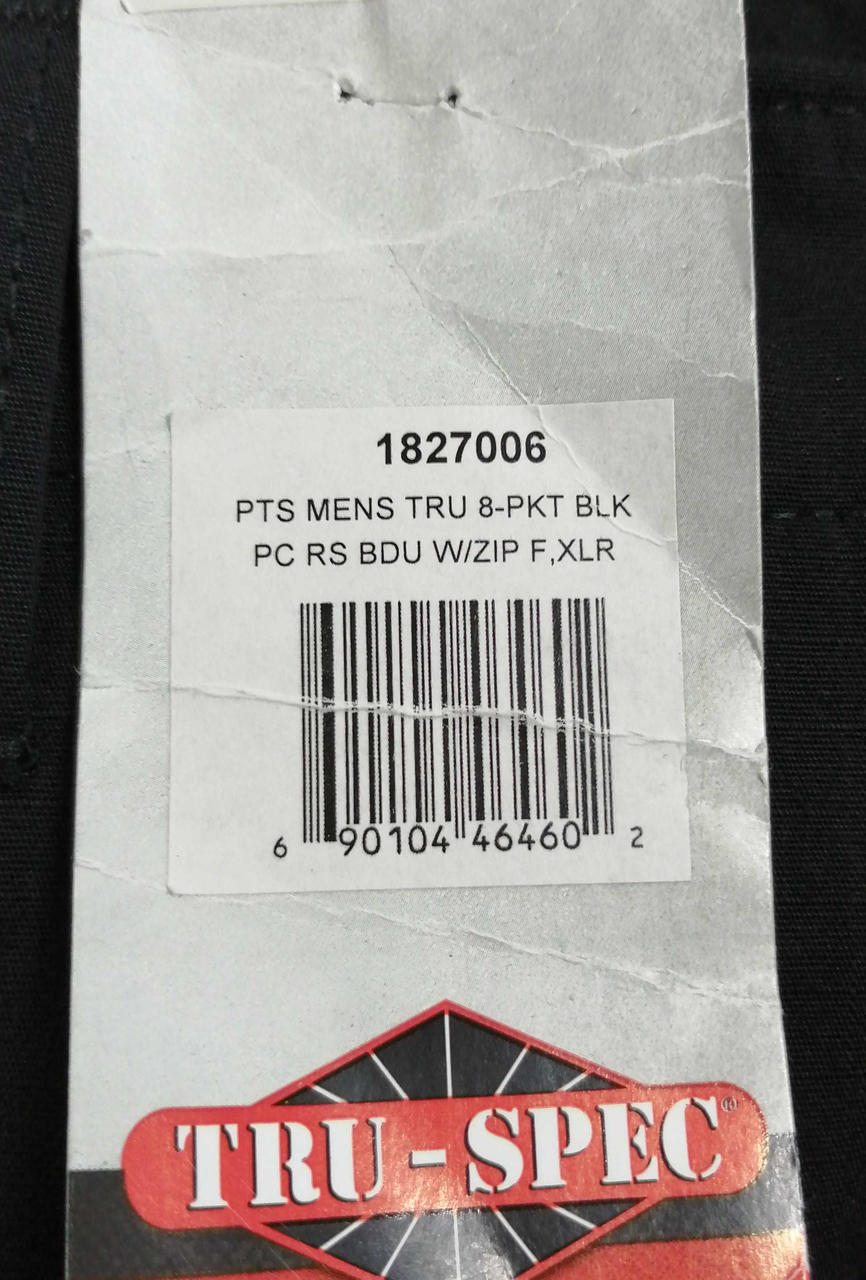 1827006
PTS MENS TRU 8-PKT BLK
PC RS BDU W/ZIP F,XLR
6 90104 46460 2
TRU-SPEC®